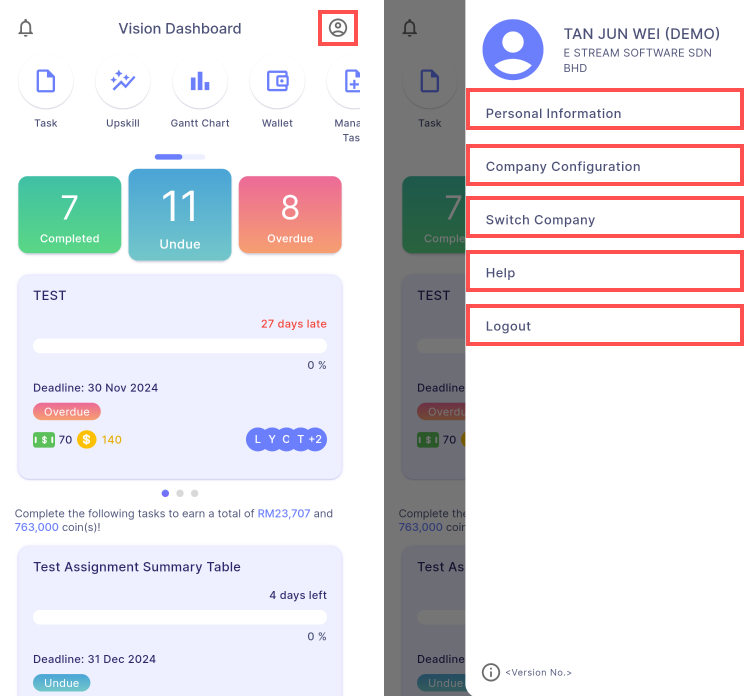 Vision Dashboard
Task
Upskill
Gantt Chart
Wallet
Mana
Tas
7
Completed
11
Undue
8
Overdue
TEST
27 days late
0 %
Deadline: 30 Nov 2024
Overdue
70
$
140
L Y C T +2
Complete the following tasks to earn a total of RM23,707 and
763,000 coin(s)!
Test Assignment Summary Table
4 days left
0 %
Deadline: 31 Dec 2024
Undue
Task
7
Comple
TEST
Deadline
Overdu
70
Complete the
763,000 coin
Test As
Deadline
Undue
TAN JUN WEI (DEMO)
E STREAM SOFTWARE SDN
BHD
Personal Information
Company Configuration
Switch Company
Help
Logout
<Version No.>